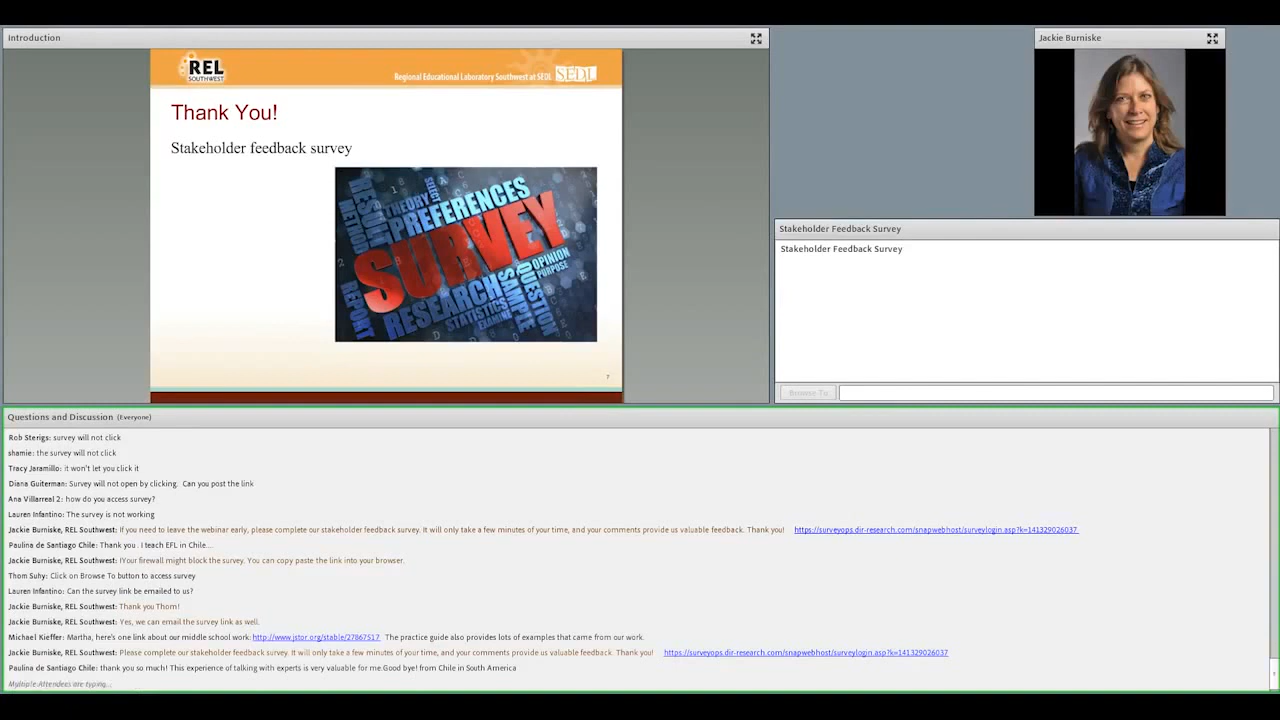 Introduction
REL
SOUTHWEST
Regional Educational Laboratory Southwest at SEDL
SEDL
Thank You!
Stakeholder feedback survey
THEORY
SELECT
PREFERENCES
SURVEY
OPINION
PURPOSE
RESEARCH
SAMPLE
QUESTION
STATISTICS
EXAMINE
REPORT
7
Jackie Burniske
Stakeholder Feedback Survey
Stakeholder Feedback Survey
Browse To
Questions and Discussion (Everyone)
Rob Sterigs: survey will not click
shamie: the survey will not click
Tracy Jaramillo: it won't let you click it
Diana Guiterman: Survey will not open by clicking. Can you post the link
Ana Villarreal 2: how do you access survey?
Lauren Infantino: The survey is not working
Jackie Burniske, REL Southwest: If you need to leave the webinar early, please complete our stakeholder feedback survey. It will only take a few minutes of your time, and your comments provide us valuable feedback. Thank you! https://surveyops.dir-research.com/snapwebhost/surveylogin.asp?k=141329026037
Paulina de Santiago Chile: Thank you . I teach EFL in Chile...
Jackie Burniske, REL Southwest: !Your firewall might block the survey. You can copy paste the link into your browser.
Thom Suhy: Click on Browse To button to access survey
Lauren Infantino: Can the survey link be emailed to us?
Jackie Burniske, REL Southwest: Thank you Thom!
Jackie Burniske, REL Southwest: Yes, we can email the survey link as well.
Michael Kieffer: Martha, here's one link about our middle school work: http://www.jstor.org/stable/27867517 The practice guide also provides lots of examples that came from our work.
Jackie Burniske, REL Southwest: Please complete our stakeholder feedback survey. It will only take a few minutes of your time, and your comments provide us valuable feedback. Thank you! https://surveyops.dir-research.com/snapwebhost/surveylogin.asp?k=141329026037
Paulina de Santiago Chile: thank you so much! This experience of talking with experts is very valuable for me.Good bye! from Chile in South America
Multiple Attendees are typing...